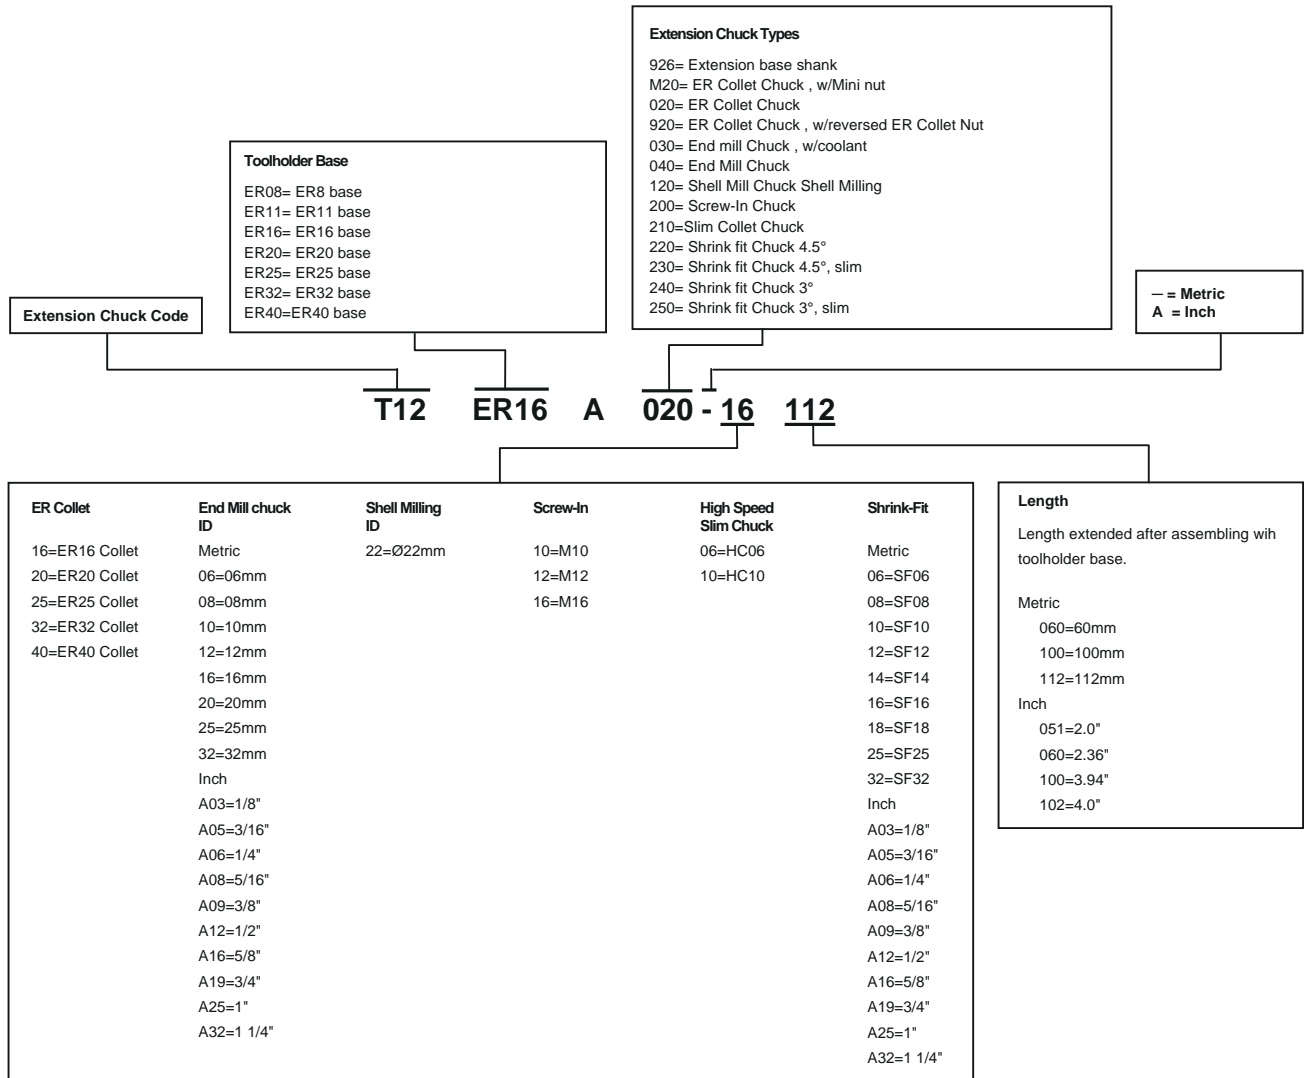 Extension Chuck Types
926= Extension base shank
M20= ER Collet Chuck , w/Mini nut
020= ER Collet Chuck
920= ER Collet Chuck , w/reversed ER Collet Nut
030= End mill Chuck , w/coolant
040= End Mill Chuck
120= Shell Mill Chuck Shell Milling
200= Screw-In Chuck
210=Slim Collet Chuck
220= Shrink fit Chuck 4.5°
230= Shrink fit Chuck 4.5°, slim
240= Shrink fit Chuck 3°
250= Shrink fit Chuck 3°, slim
Toolholder Base
ER08= ER8 base
ER11= ER11 base
ER16= ER16 base
ER20= ER20 base
ER25= ER25 base
ER32= ER32 base
ER40=ER40 base
Extension Chuck Code
– = Metric
A = Inch
T12 ER16 A 020 - 16 112
ER Collet
16=ER16 Collet
20=ER20 Collet
25=ER25 Collet
32=ER32 Collet
40=ER40 Collet
End Mill chuck
ID
Metric
06=06mm
08=08mm
10=10mm
12=12mm
16=16mm
20=20mm
25=25mm
32=32mm
Inch
A03=1/8"
A05=3/16"
A06=1/4"
A08=5/16"
A09=3/8"
A12=1/2"
A16=5/8"
A19=3/4"
A25=1"
A32=1 1/4"
Shell Milling
ID
22=Ø22mm
Screw-In
10=M10
12=M12
16=M16
High Speed
Slim Chuck
06=HC06
10=HC10
Shrink-Fit
Metric
06=SF06
08=SF08
10=SF10
12=SF12
14=SF14
16=SF16
18=SF18
25=SF25
32=SF32
Inch
A03=1/8"
A05=3/16"
A06=1/4"
A08=5/16"
A09=3/8"
A12=1/2"
A16=5/8"
A19=3/4"
A25=1"
A32=1 1/4"
Length
Length extended after assembling wih
toolholder base.
Metric
060=60mm
100=100mm
112=112mm
Inch
051=2.0"
060=2.36"
100=3.94"
102=4.0"